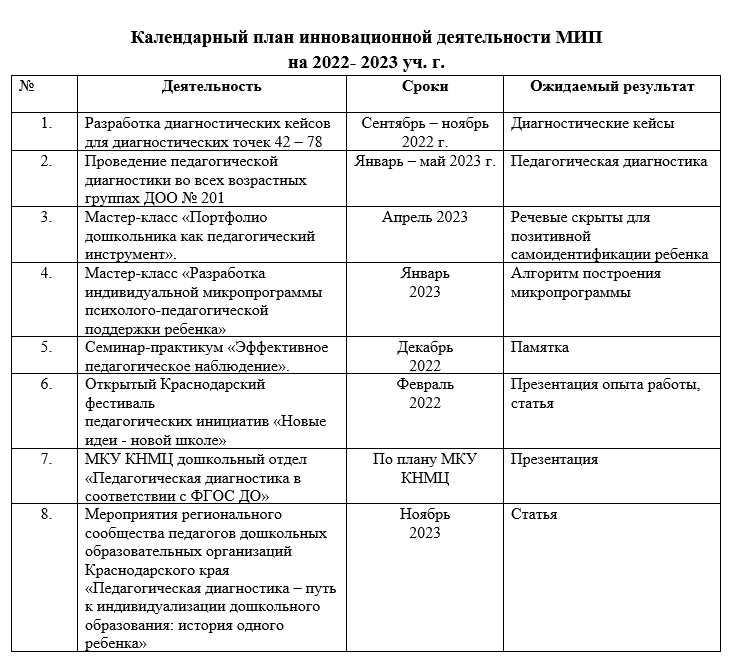 Календарный план инновационной деятельности МИП
на 2022- 2023 уч. г.
№ Деятельность Сроки Ожидаемый результат
1. Разработка диагностических кейсов Сентябрь – ноябрь Диагностические кейсы
для диагностических точек 42 – 78 2022 г.
2. Проведение педагогической Январь – май 2023 г. Педагогическая диагностика
диагностики во всех возрастных
группах ДОО № 201
3. Мастер-класс «Портфолио Апрель 2023 Речевые скрыты для
дошкольника как педагогический позитивной
инструмент». самоидентификации ребенка
4. Мастер-класс «Разработка Январь Алгоритм построения
индивидуальной микропрограммы 2023 микропрограммы
психолого-педагогической
поддержки ребенка»
5. Семинар-практикум «Эффективное Декабрь Памятка
педагогическое наблюдение». 2022
6. Открытый Краснодарский Февраль Презентация опыта работы,
фестиваль 2022 статья
педагогических инициатив «Новые
идеи - новой школе»
7. МКУ КНМЦ дошкольный отдел По плану МКУ Презентация
«Педагогическая диагностика в КНМЦ
соответствии с ФГОС ДО»
8. Мероприятия регионального Ноябрь Статья
сообщества педагогов дошкольных 2023
образовательных организаций
Краснодарского края
«Педагогическая диагностика – путь
к индивидуализации дошкольного
образования: история одного
ребенка»